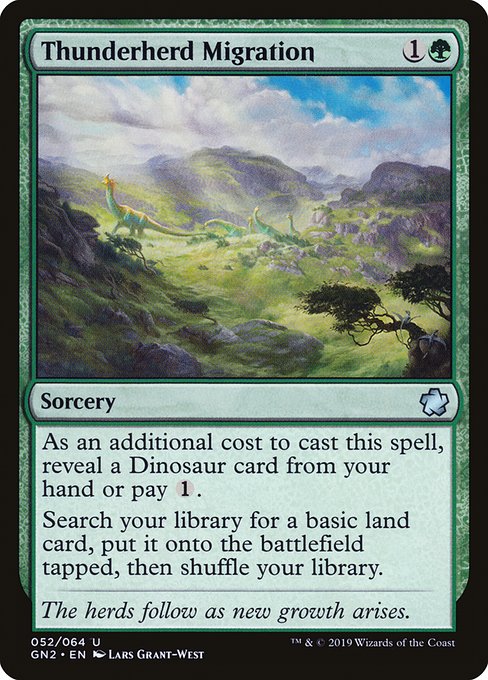 Thunderherd Migration 1
Sorcery
As an additional cost to cast this spell,
reveal a Dinosaur card from your
hand or pay 1.
Search your library for a basic land
card, put it onto the battlefield
tapped, then shuffle your library.
The herds follow as new growth arises.
052/064 U
GN2 • EN Lars Grant-West
™ & © 2019 Wizards of the Coast